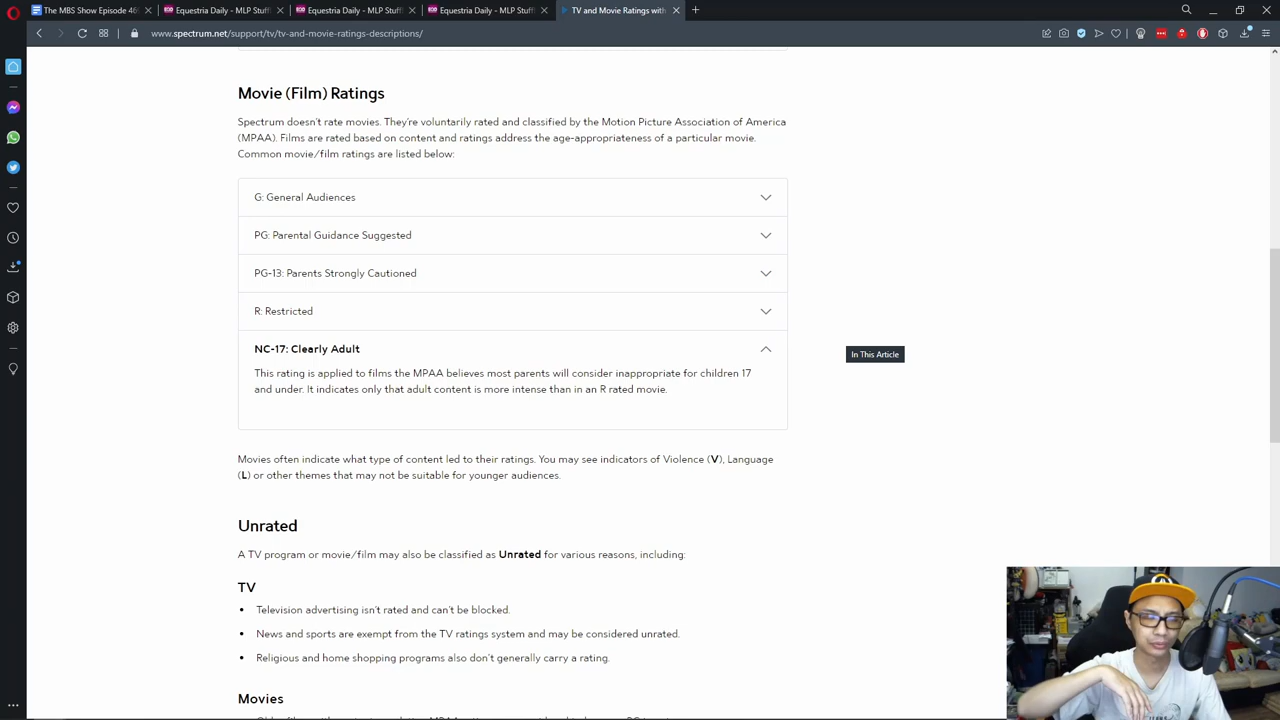 The MBS Show Episode 46
Equestria Daily - MLP Stuff!
Equestria Daily - MLP Stuff!
Equestria Daily - MLP Stuff!
TV and Movie Ratings with
www.spectrum.net/support/tv/tv-and-movie-ratings-descriptions/
Movie (Film) Ratings
Spectrum doesn't rate movies. They're voluntarily rated and classified by the Motion Picture Association of America
(MPAA). Films are rated based on content and ratings address the age-appropriateness of a particular movie.
Common movie/film ratings are listed below:
G: General Audiences
PG: Parental Guidance Suggested
PG-13: Parents Strongly Cautioned
R: Restricted
NC-17: Clearly Adult
In This Article
This rating is applied to films the MPAA believes most parents will consider inappropriate for children 17
and under. It indicates only that adult content is more intense than in an R rated movie.
Movies often indicate what type of content led to their ratings. You may see indicators of Violence (V), Language
(L) or other themes that may not be suitable for younger audiences.
Unrated
A TV program or movie/film may also be classified as Unrated for various reasons, including:
TV
• Television advertising isn't rated and can't be blocked.
• News and sports are exempt from the TV ratings system and may be considered unrated.
• Religious and home shopping programs also don't generally carry a rating.
Movies